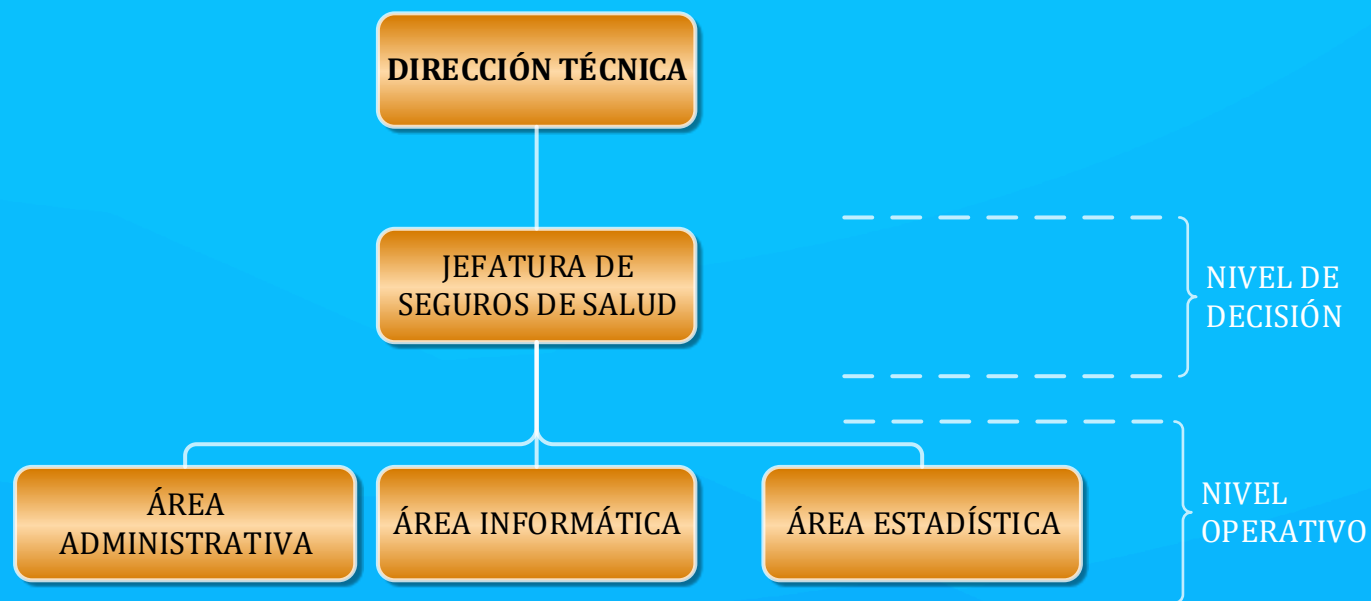 DIRECCIÓN TÉCNICA
JEFATURA DE
SEGUROS DE SALUD
NIVEL DE
DECISIÓN
ÁREA
ADMINISTRATIVA
ÁREA INFORMÁTICA
ÁREA ESTADÍSTICA
NIVEL
OPERATIVO